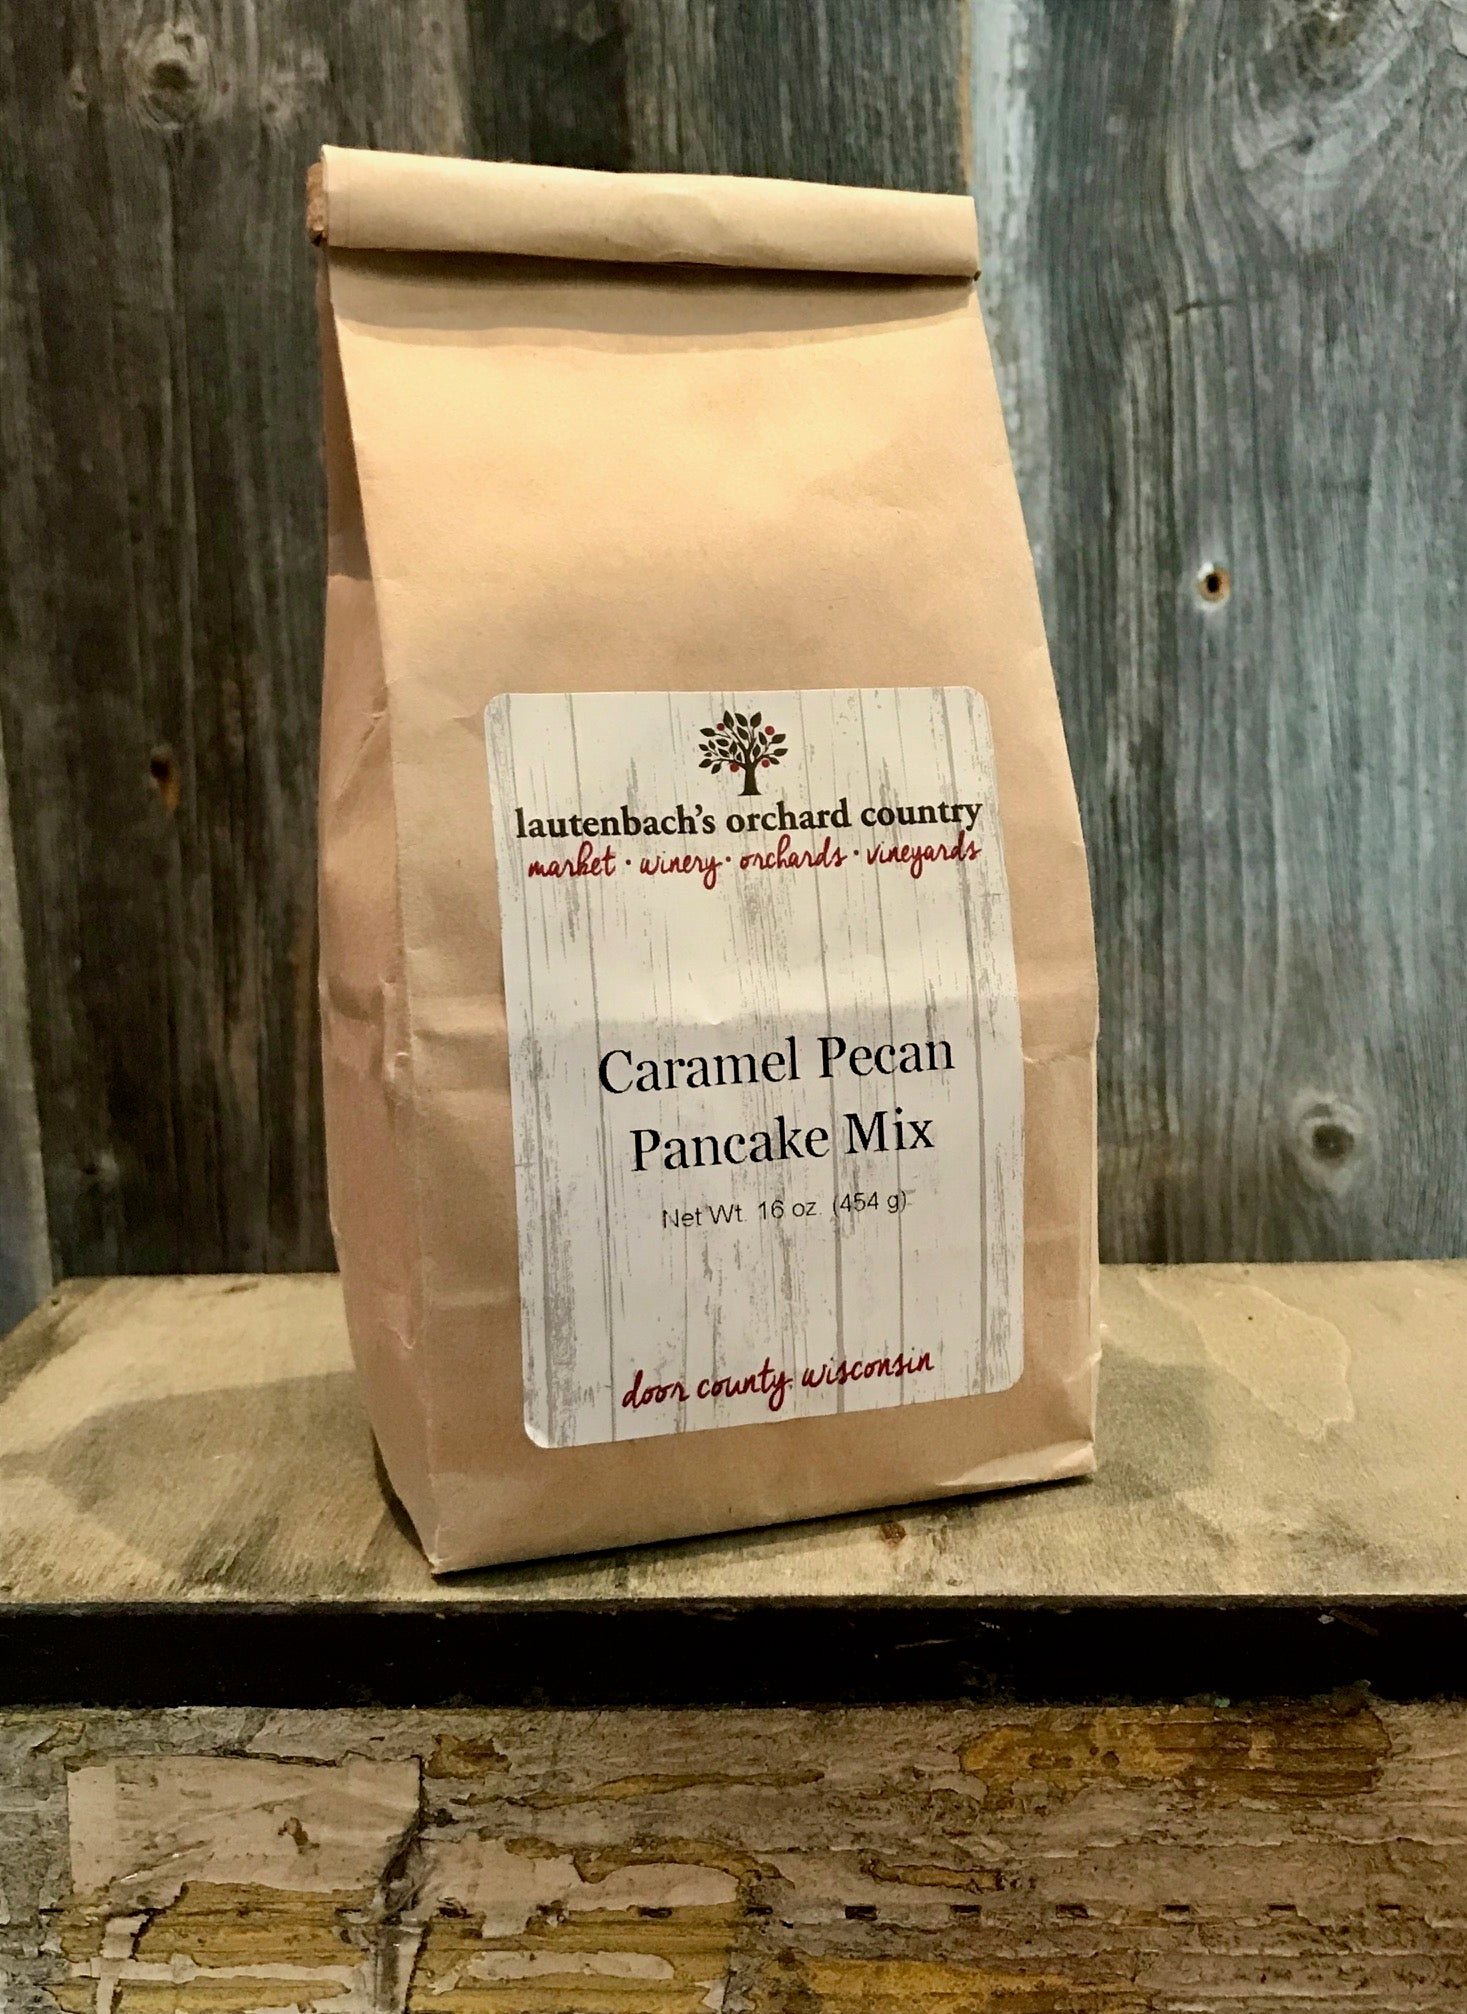 lautenbach's orchard country
market · winery · orchards · vineyards
Caramel Pecan
Pancake Mix
Net Wt. 16 oz. (454 g)
door county, wisconsin